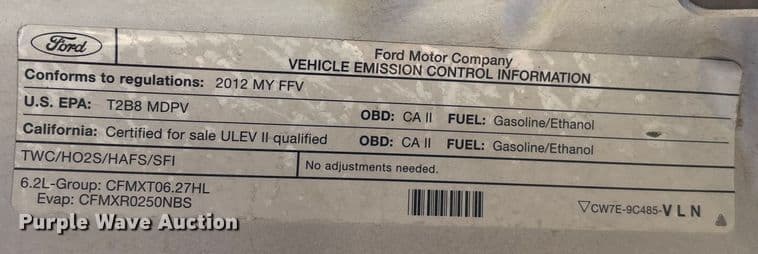 Ford
Ford Motor Company
VEHICLE EMISSION CONTROL INFORMATION
Conforms to regulations: 2012 MY FFV
U.S. EPA: T2B8 MDPV OBD: CA II FUEL: Gasoline/Ethanol
California: Certified for sale ULEV II qualified OBD: CA II FUEL: Gasoline/Ethanol
TWC/HO2S/HAFS/SFI No adjustments needed.
6.2L-Group: CFMXT06.27HL
Evap: CFMXR0250NBS
▽CW7E-9C485-VLN
Purple Wave Auction